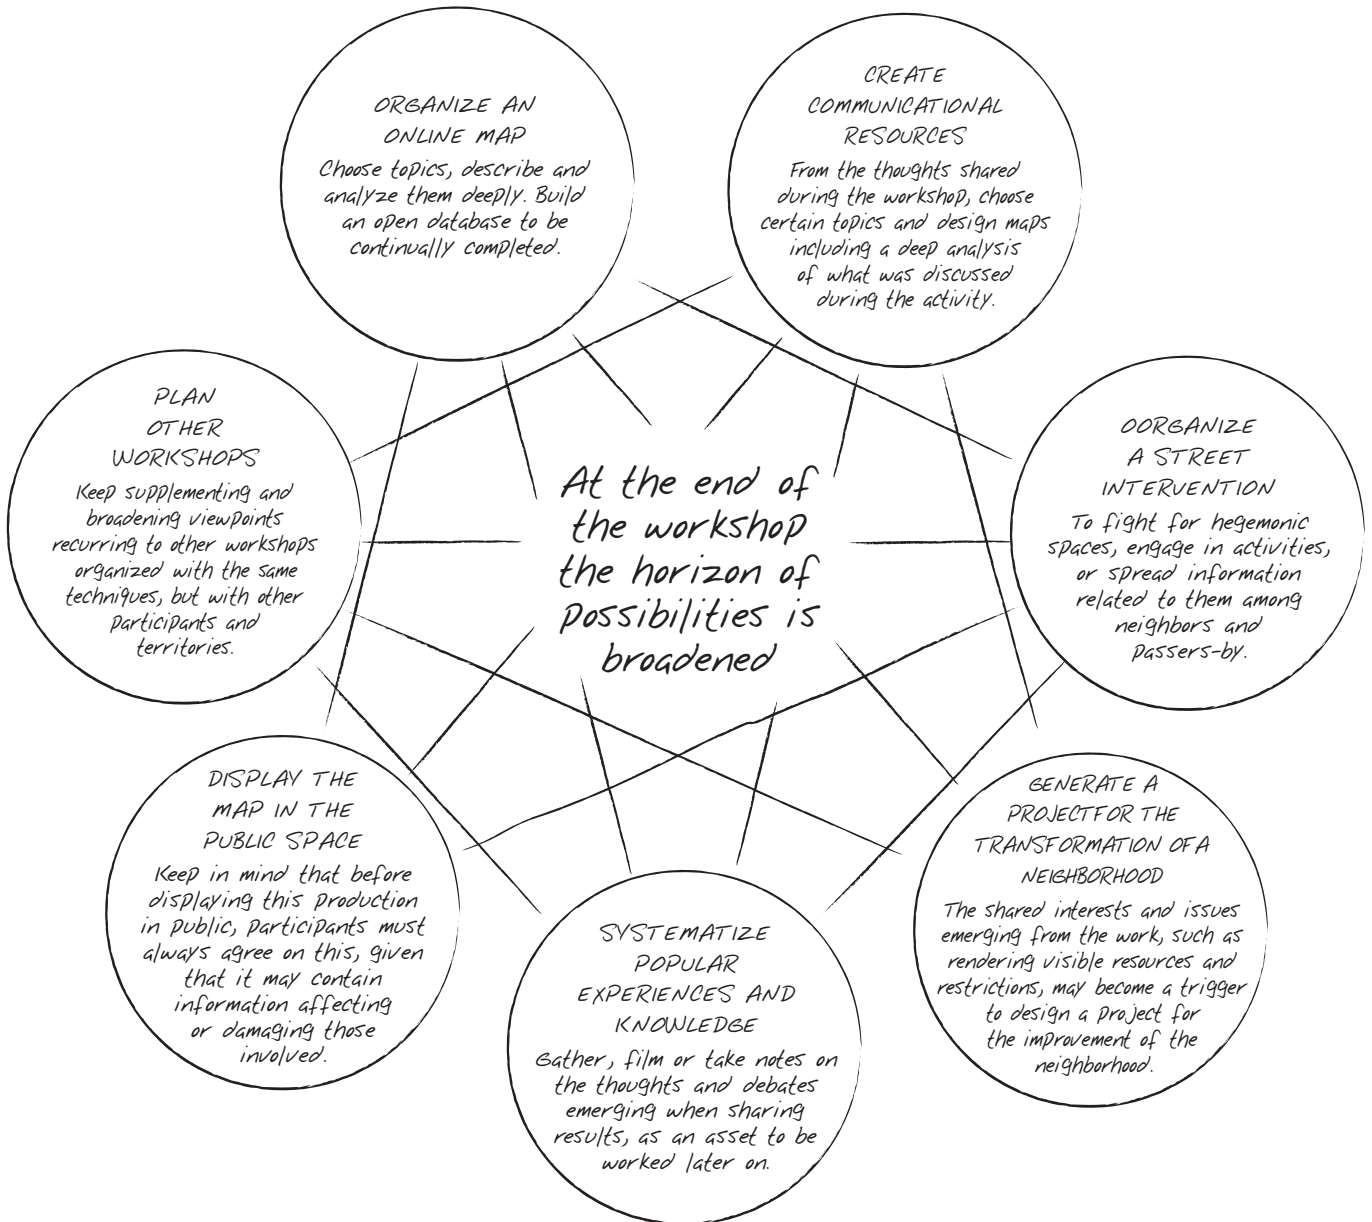 ORGANIZE AN
ONLINE MAP
Choose topics, describe and
analyze them deeply. Build
an open database to be
continually completed.
CREATE
COMMUNICATIONAL
RESOURCES
From the thoughts shared
during the workshop, choose
certain topics and design maps
including a deep analysis
of what was discussed
during the activity.
PLAN
OTHER
WORKSHOPS
Keep supplementing and
broadening viewpoints
recurring to other workshops
organized with the same
techniques, but with other
participants and
territories.
At the end of
the workshop
the horizon of
possibilities is
broadened
OORGANIZE
A STREET
INTERVENTION
To fight for hegemonic
spaces, engage in activities,
or spread information
related to them among
neighbors and
passers-by.
DISPLAY THE
MAP IN THE
PUBLIC SPACE
Keep in mind that before
displaying this production
in public, participants must
always agree on this, given
that it may contain
information affecting
or damaging those
involved.
SYSTEMATIZE
POPULAR
EXPERIENCES AND
KNOWLEDGE
Gather, film or take notes on
the thoughts and debates
emerging when sharing
results, as an asset to be
worked later on.
GENERATE A
PROJECTFOR THE
TRANSFORMATION OFA
NEIGHBORHOOD
The shared interests and issues
emerging from the work, such as
rendering visible resources and
restrictions, may become a trigger
to design a project for
the improvement of the
neighborhood.